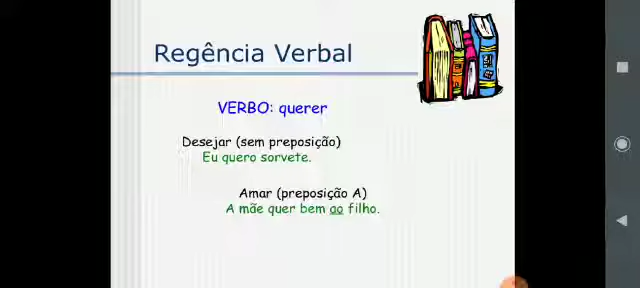 Regência Verbal
VERBO: querer
Desejar (sem preposição)
Eu quero sorvete.
Amar (preposição A)
A mãe quer bem ao filho.